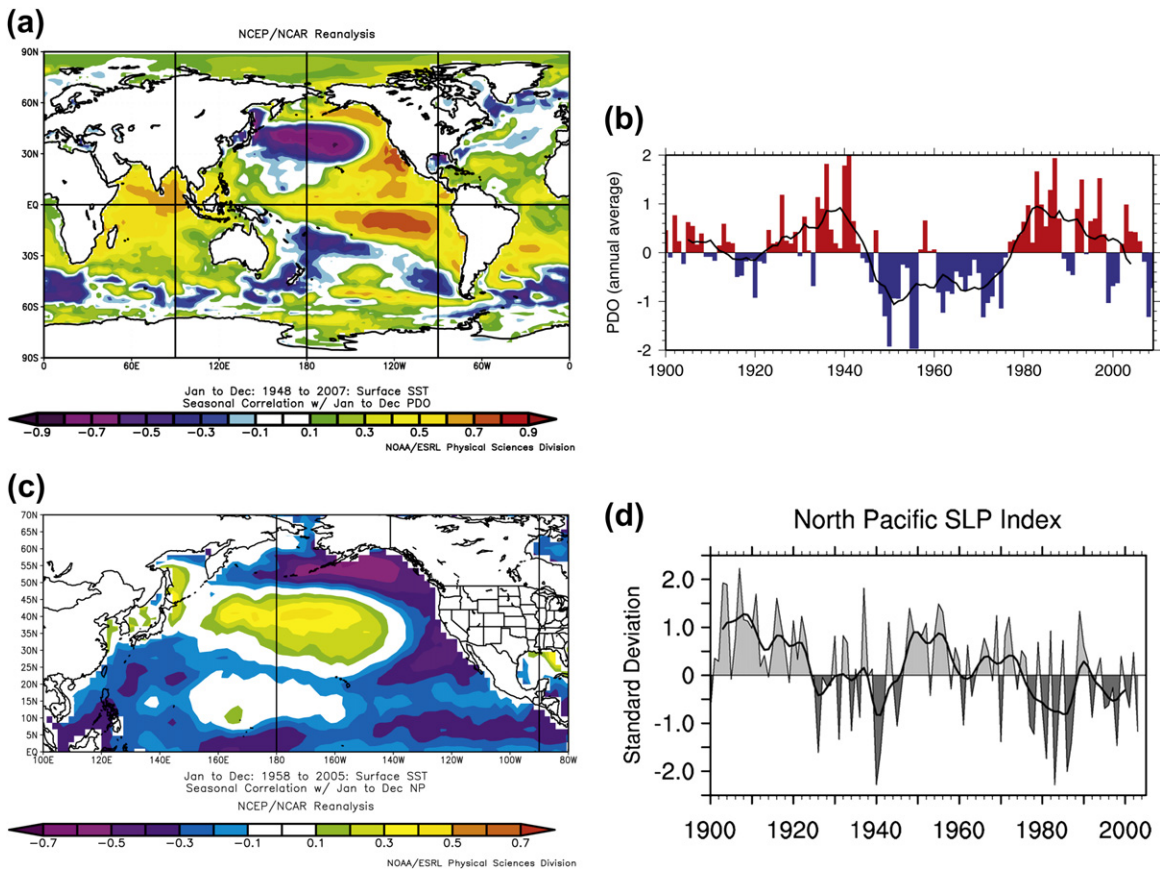 (a)
NCEP/NCAR Reanalysis
90N
60N
30N
EQ
30S
60S
90S
0 60E 120E 180 120W 60W 0
Jan to Dec: 1948 to 2007: Surface SST
Seasonal Correlation w/ Jan to Dec PDO
-0.9 -0.7 -0.5 -0.3 -0.1 0.1 0.3 0.5 0.7 0.9
NOAA/ESRL Physical Sciences Division
(b)
PDO (annual average)
2
1
0
-1
-2
1900 1920 1940 1960 1980 2000
(c)
70N
65N
60N
55N
50N
45N
40N
35N
30N
25N
20N
15N
10N
5N
EQ
100E 120E 140E 160E 180 160W 140W 120W 100W 80W
Jan to Dec: 1958 to 2005: Surface SST
Seasonal Correlation w/ Jan to Dec NP
NCEP/NCAR Reanalysis
-0.7 -0.5 -0.3 -0.1 0.1 0.3 0.5 0.7
NOAA/ESRL Physical Sciences Division
(d)
North Pacific SLP Index
Standard Deviation
2.0
1.0
0
-1.0
-2.0
1900 1920 1940 1960 1980 2000